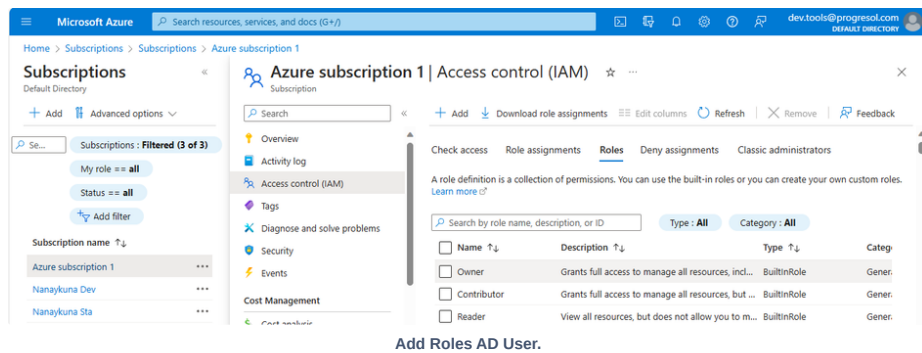 Microsoft Azure
Search resources, services, and docs (G+/)
dev.tools@progresol.com
DEFAULT DIRECTORY
Home > Subscriptions > Subscriptions > Azure subscription 1
Subscriptions
Default Directory
Add Advanced options
Se...
Subscriptions : Filtered (3 of 3)
My role == all
Status == all
Add filter
Subscription name ↑↓
Azure subscription 1 ...
Nanaykuna Dev ...
Nanaykuna Sta ...
Azure subscription 1 | Access control (IAM) ...
Subscription
Search
Overview
Activity log
Access control (IAM)
Tags
Diagnose and solve problems
Security
Events
Cost Management
Cost analysis
Add Download role assignments Edit columns Refresh Remove Feedback
Check access Role assignments Roles Deny assignments Classic administrators
A role definition is a collection of permissions. You can use the built-in roles or you can create your own custom roles.
Learn more
Search by role name, description, or ID Type : All Category : All
Name ↑↓ Description ↑↓ Type ↑↓ Categ
Owner Grants full access to manage all resources, incl... BuiltInRole Gener
Contributor Grants full access to manage all resources, but ... BuiltInRole Gener
Reader View all resources, but does not allow you to m... BuiltInRole Gener
Add Roles AD User.